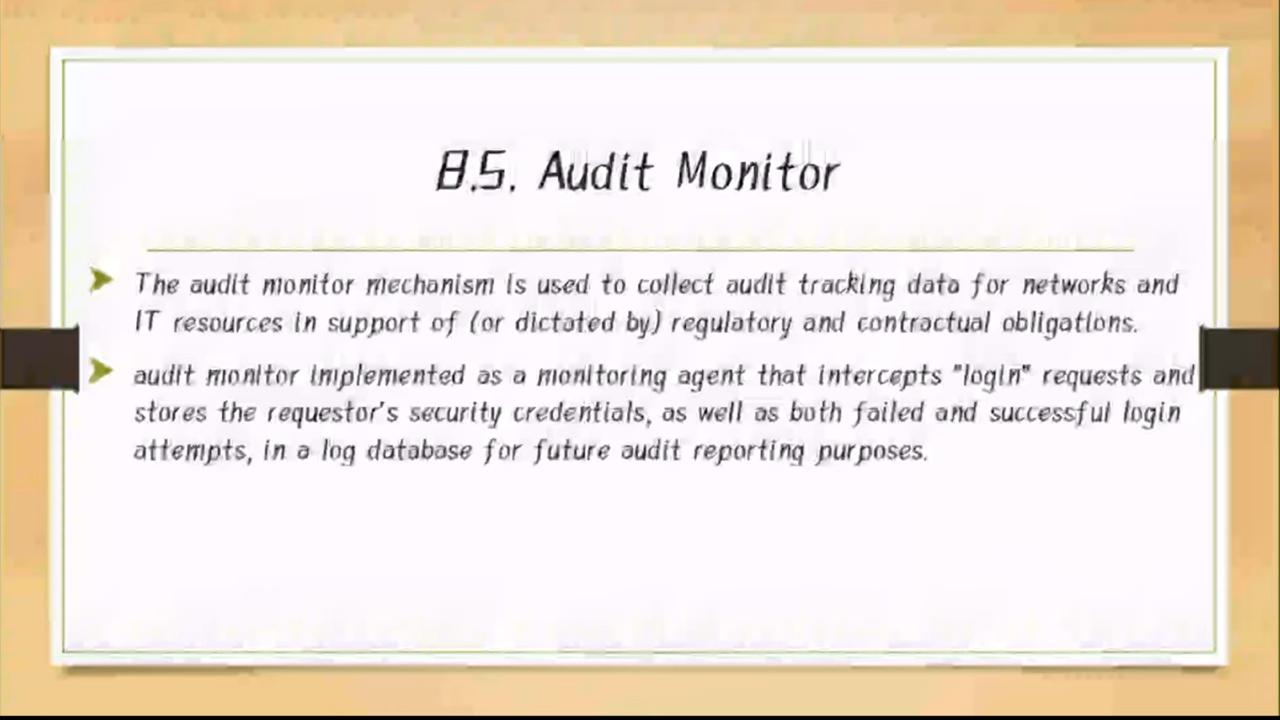 8.5. Audit Monitor
The audit monitor mechanism is used to collect audit tracking data for networks and
IT resources in support of (or dictated by) regulatory and contractual obligations.
audit monitor implemented as a monitoring agent that intercepts "login" requests and
stores the requestor's security credentials, as well as both failed and successful login
attempts, in a log database for future audit reporting purposes.